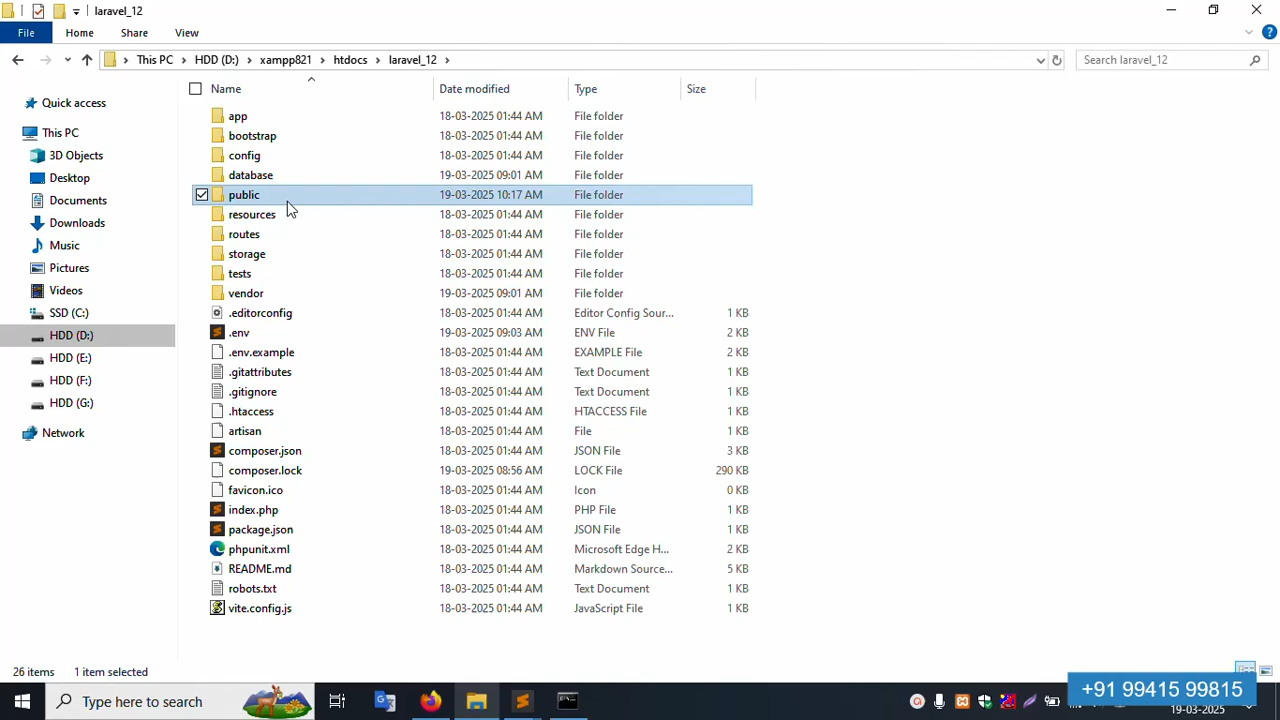 laravel_12
File Home Share View
This PC HDD (D:) xampp821 htdocs laravel_12 Search laravel_12
Name Date modified Type Size
Quick access
This PC
3D Objects
Desktop
Documents
Downloads
Music
Pictures
Videos
SSD (C:)
HDD (D:)
HDD (E:)
HDD (F:)
HDD (G:)
Network
app 18-03-2025 01:44 AM File folder
bootstrap 18-03-2025 01:44 AM File folder
config 18-03-2025 01:44 AM File folder
database 19-03-2025 09:01 AM File folder
public 19-03-2025 10:17 AM File folder
resources 18-03-2025 01:44 AM File folder
routes 18-03-2025 01:44 AM File folder
storage 18-03-2025 01:44 AM File folder
tests 18-03-2025 01:44 AM File folder
vendor 19-03-2025 09:01 AM File folder
.editorconfig 18-03-2025 01:44 AM Editor Config Sour... 1 KB
.env 19-03-2025 09:03 AM ENV File 2 KB
.env.example 18-03-2025 01:44 AM EXAMPLE File 2 KB
.gitattributes 18-03-2025 01:44 AM Text Document 1 KB
.gitignore 18-03-2025 01:44 AM Text Document 1 KB
.htaccess 18-03-2025 01:44 AM HTACCESS File 1 KB
artisan 18-03-2025 01:44 AM File 1 KB
composer.json 18-03-2025 01:44 AM JSON File 3 KB
composer.lock 19-03-2025 08:56 AM LOCK File 290 KB
favicon.ico 18-03-2025 01:44 AM Icon 0 KB
index.php 18-03-2025 01:44 AM PHP File 1 KB
package.json 18-03-2025 01:44 AM JSON File 1 KB
phpunit.xml 18-03-2025 01:44 AM Microsoft Edge H... 2 KB
README.md 18-03-2025 01:44 AM Markdown Source... 5 KB
robots.txt 18-03-2025 01:44 AM Text Document 1 KB
vite.config.js 18-03-2025 01:44 AM JavaScript File 1 KB
26 items 1 item selected
Type here to search
+91 99415 99815
19-03-2025